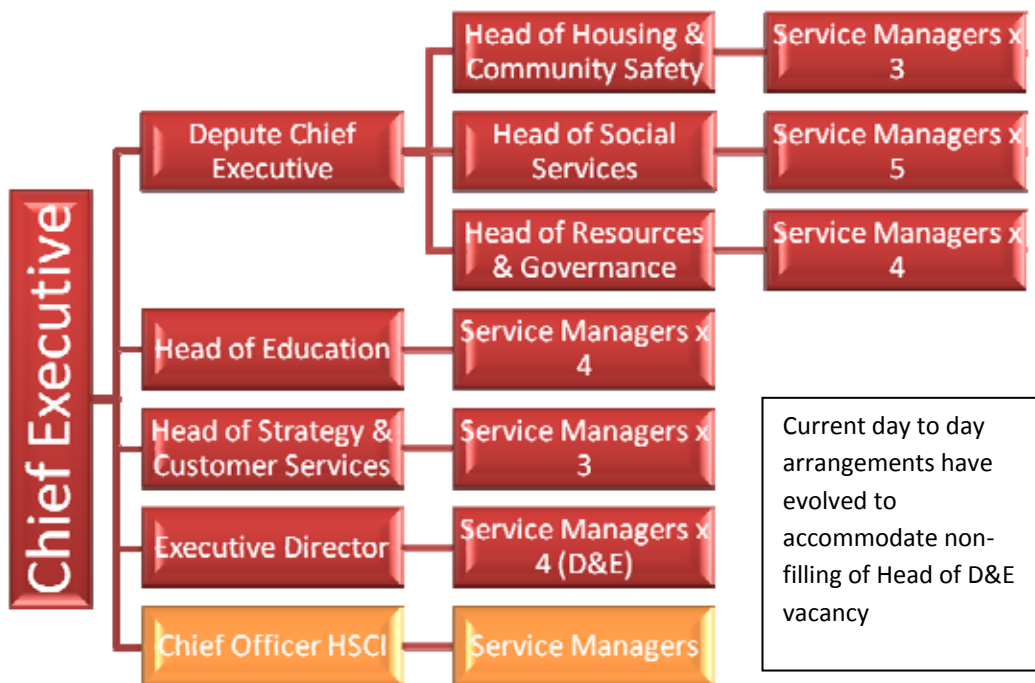 Chief Executive
Depute Chief
Executive
Head of Housing &
Community Safety
Service Managers x
3
Head of Social
Services
Service Managers x
5
Head of Resources
& Governance
Service Managers x
4
Head of Education
Service Managers x
4
Head of Strategy &
Customer Services
Service Managers x
3
Executive Director
Service Managers x
4 (D&E)
Chief Officer HSCI
Service Managers
Current day to day
arrangements have
evolved to
accommodate non-
filling of Head of D&E
vacancy